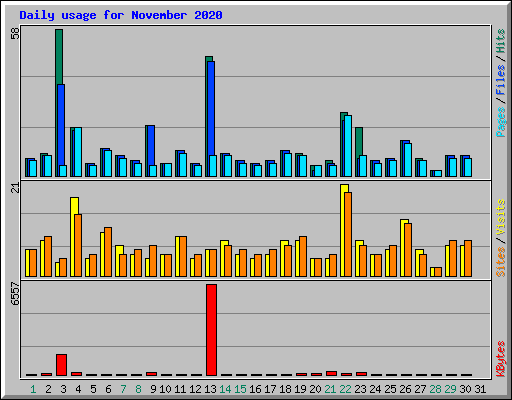 Daily usage for November 2020
58
Pages / Files / Hits
21
Sites / Visits
6557
KBytes
1 2 3 4 5 6 7 8 9 10 11 12 13 14 15 16 17 18 19 20 21 22 23 24 25 26 27 28 29 30 31